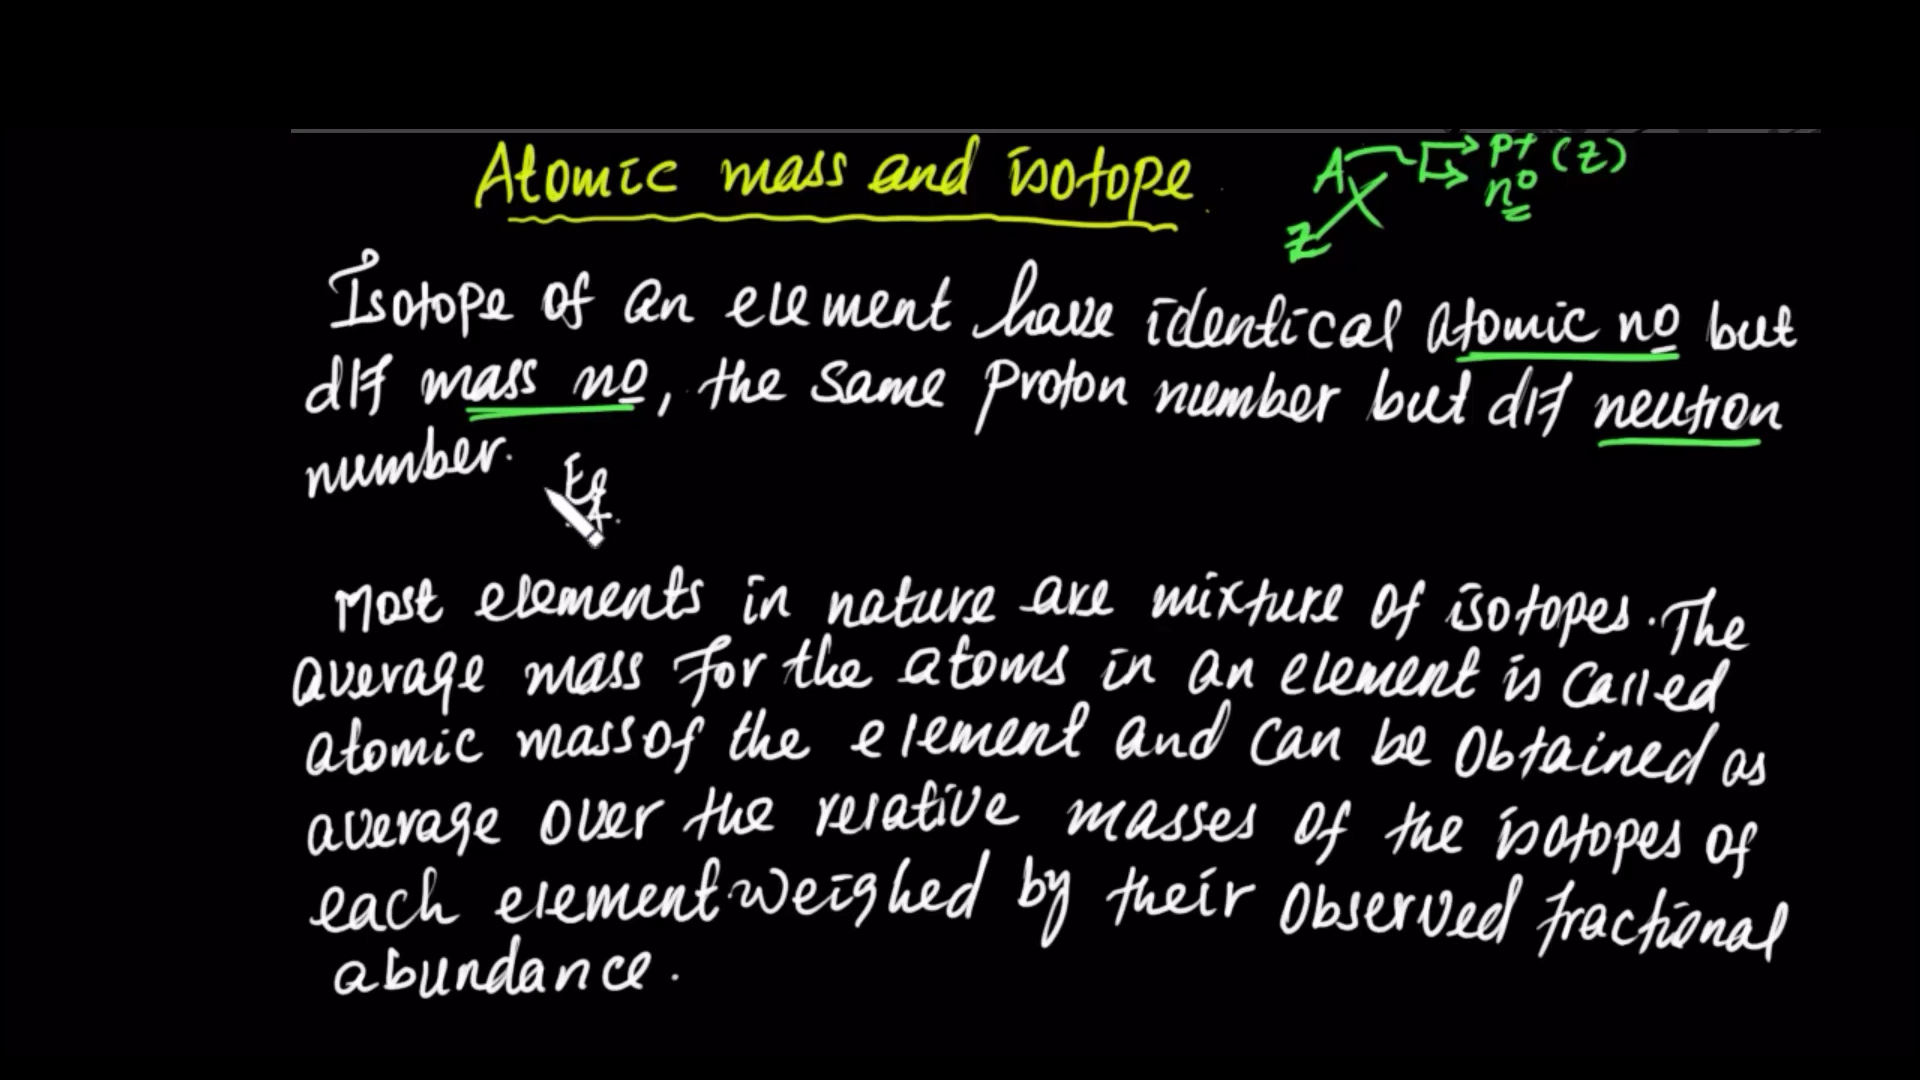 Atomic mass and isotope
A X → p+ (Z)
Z → n⁰
Isotope of an element have identical atomic no but
dif mass no, the same proton number but dif neutron
number. Eg.
Most elements in nature are mixture of isotopes. The
average mass for the atoms in an element is called
atomic mass of the element and can be obtained as
average over the relative masses of the isotopes of
each element weighed by their observed fractional
abundance.